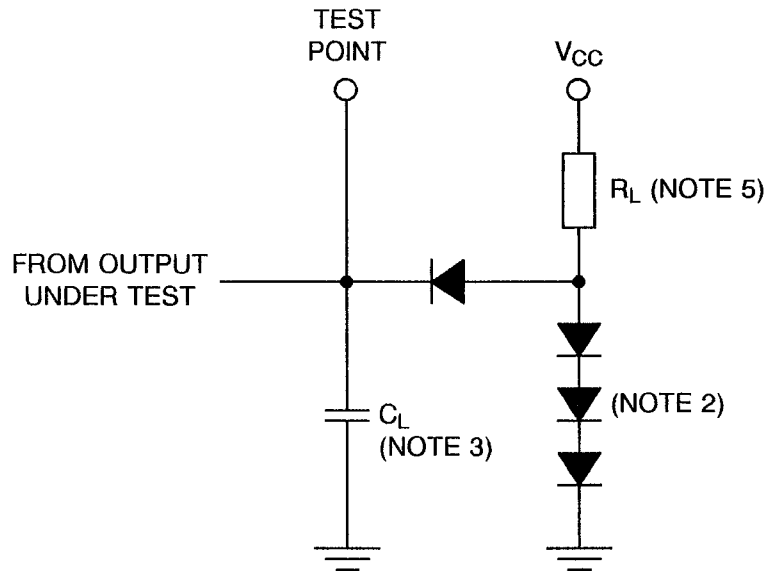 TEST
POINT
VCC
RL (NOTE 5)
FROM OUTPUT
UNDER TEST
CL
(NOTE 3)
(NOTE 2)